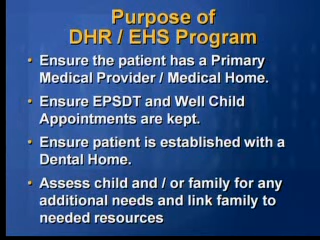 Purpose of
DHR / EHS Program
• Ensure the patient has a Primary
Medical Provider / Medical Home.
• Ensure EPSDT and Well Child
Appointments are kept.
• Ensure patient is established with a
Dental Home.
• Assess child and / or family for any
additional needs and link family to
needed resources